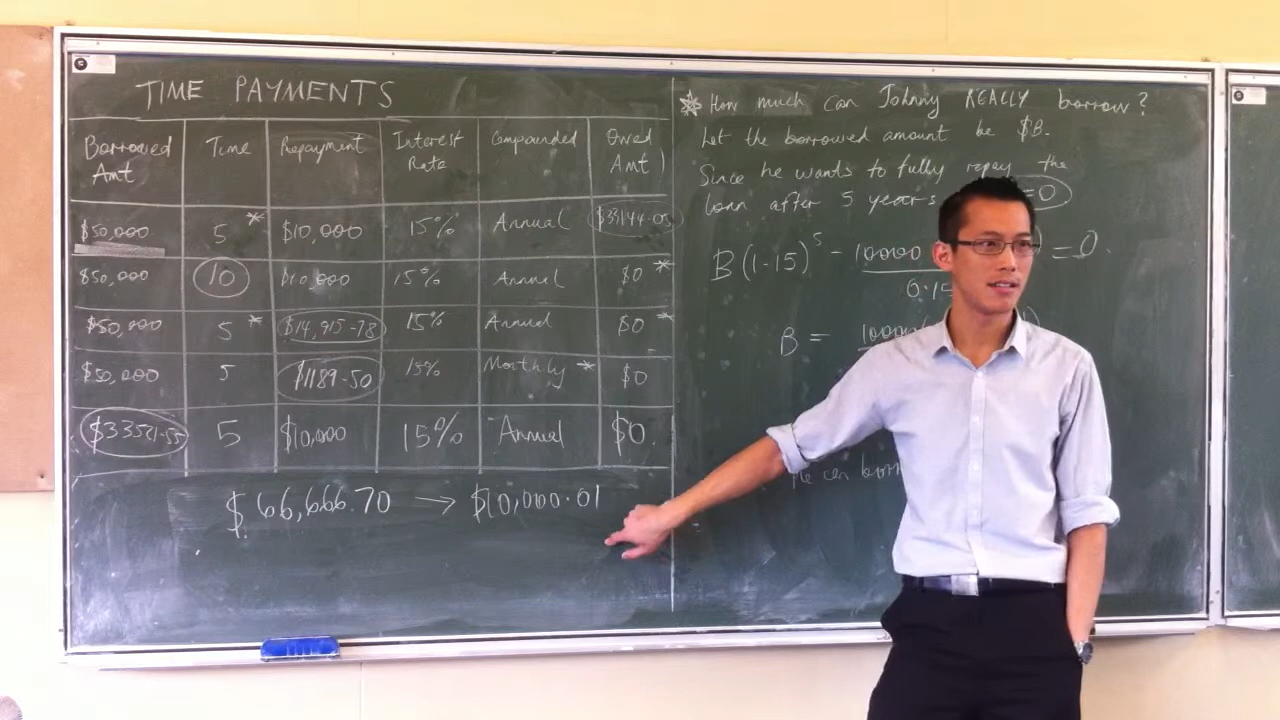 TIME PAYMENTS
Borrowed Amt Time Repayment Interest Rate Compounded Owed Amt
$50,000 5 * $10,000 15% Annual $33144-05
$50,000 10 $10,000 15% Annual $0 *
$50,000 5 * $14,915-78 15% Annual $0 *
$50,000 5 $1189-50 15% Monthly * $0
$33521-55 5 $10,000 15% Annual $0
$66,666.70 → $10,000.01
How much can Johnny REALLY borrow?
Let the borrowed amount be $B.
Since he wants to fully repay the
loan after 5 years =0
B(1-15)^5 - 10000 =0.
0.15
B = 10000
He can borr